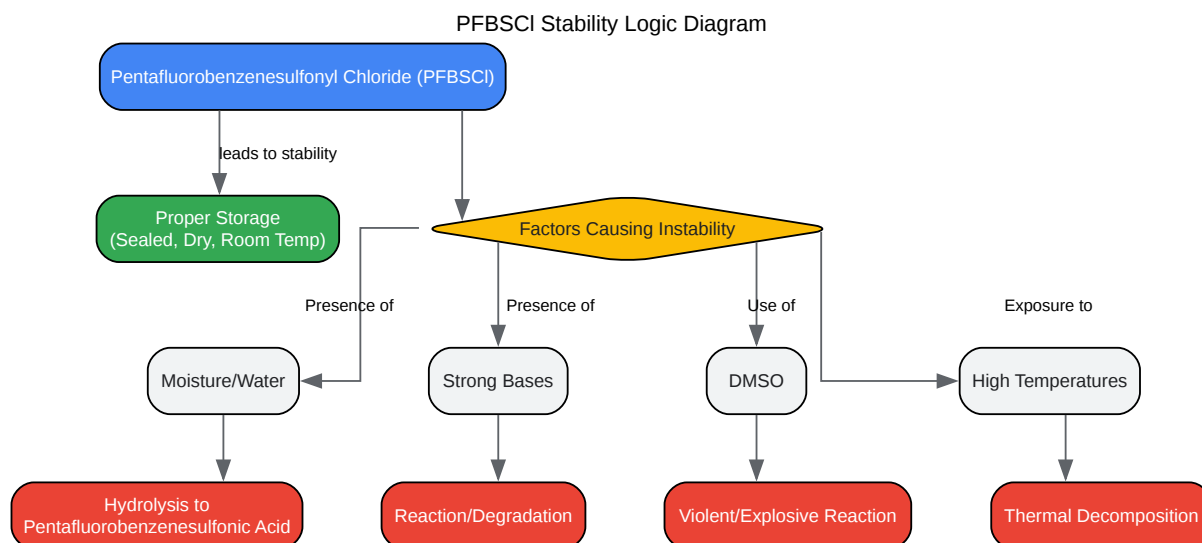 PFBSCl Stability Logic Diagram
Pentafluorobenzenesulfonyl Chloride (PFBSCl)
leads to stability
Proper Storage
(Sealed, Dry, Room Temp)
Factors Causing Instability
Presence of
Presence of
Use of
Exposure to
Moisture/Water
Strong Bases
DMSO
High Temperatures
Hydrolysis to
Pentafluorobenzenesulfonic Acid
Reaction/Degradation
Violent/Explosive Reaction
Thermal Decomposition